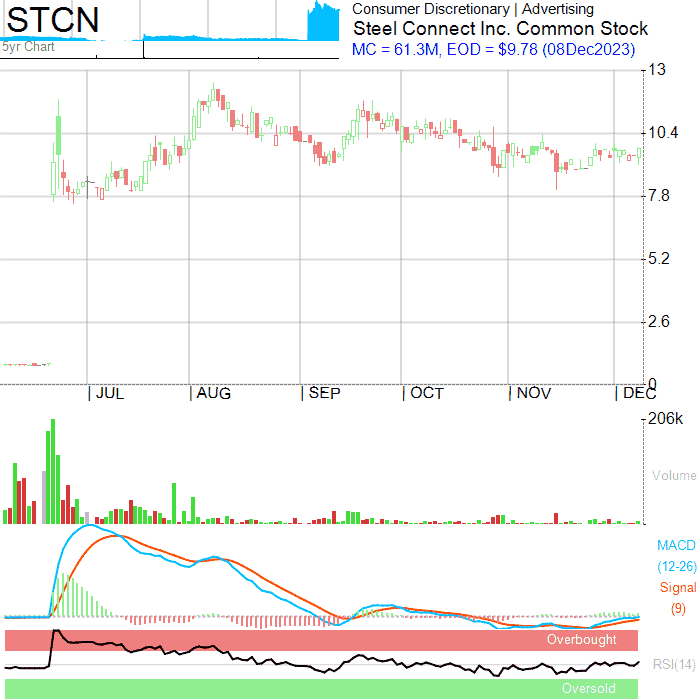 STCN
5yr Chart
Consumer Discretionary | Advertising
Steel Connect Inc. Common Stock
MC = 61.3M, EOD = $9.78 (08Dec2023)
13
10.4
7.8
5.2
2.6
0
| JUL | AUG | SEP | OCT | NOV | DEC
206k
Volume
MACD
(12-26)
Signal
(9)
Overbought
RSI(14)
Oversold